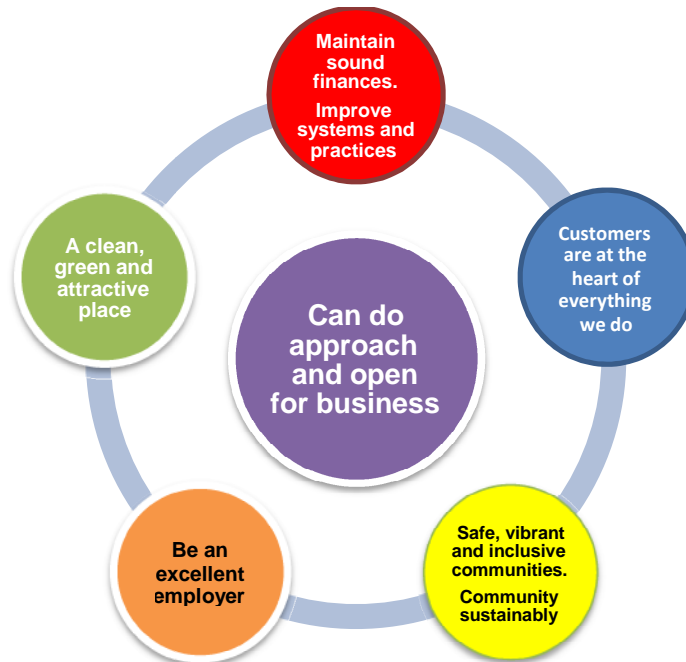 Maintain
sound
finances.
Improve
systems and
practices
Customers
are at the
heart of
everything
we do
Safe, vibrant
and inclusive
communities.
Community
sustainably
Be an
excellent
employer
A clean,
green and
attractive
place
Can do
approach
and open
for business